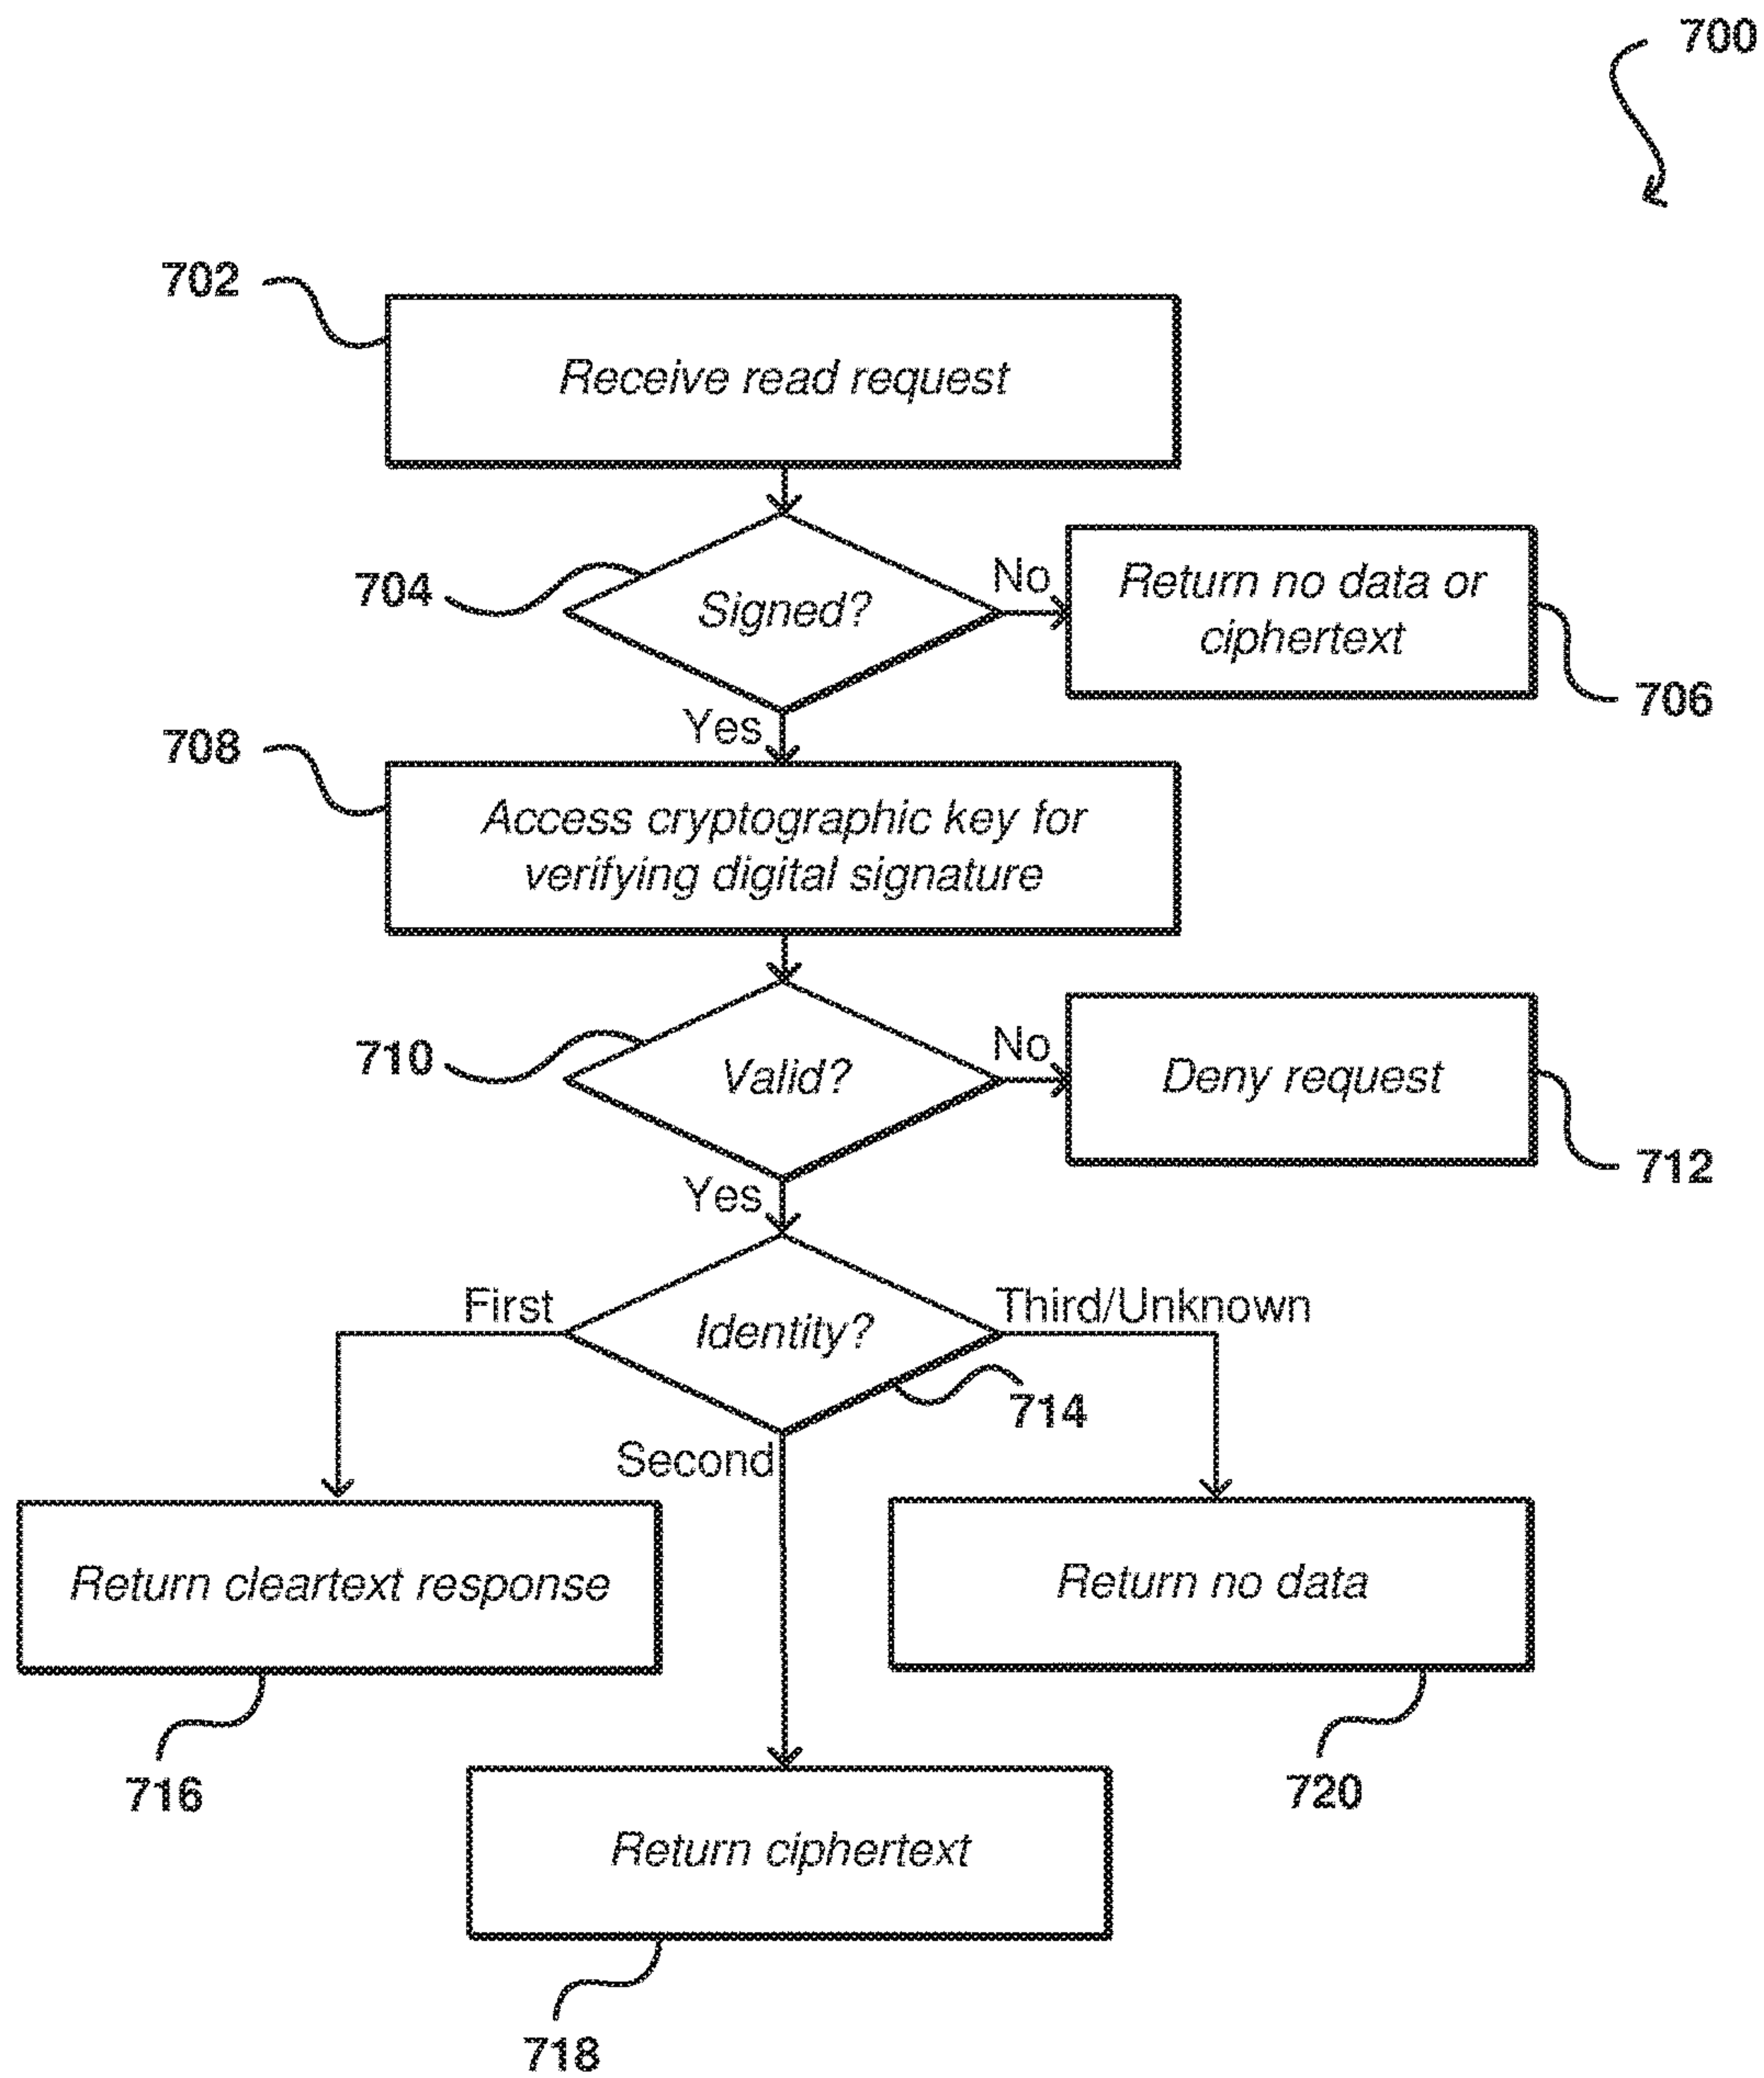 700
702
Receive read request
704
Signed?
No
Return no data or
ciphertext
706
Yes
708
Access cryptographic key for
verifying digital signature
710
Valid?
No
Deny request
712
Yes
First
Identity?
Third/Unknown
714
Second
Return cleartext response
Return no data
716
720
Return ciphertext
718